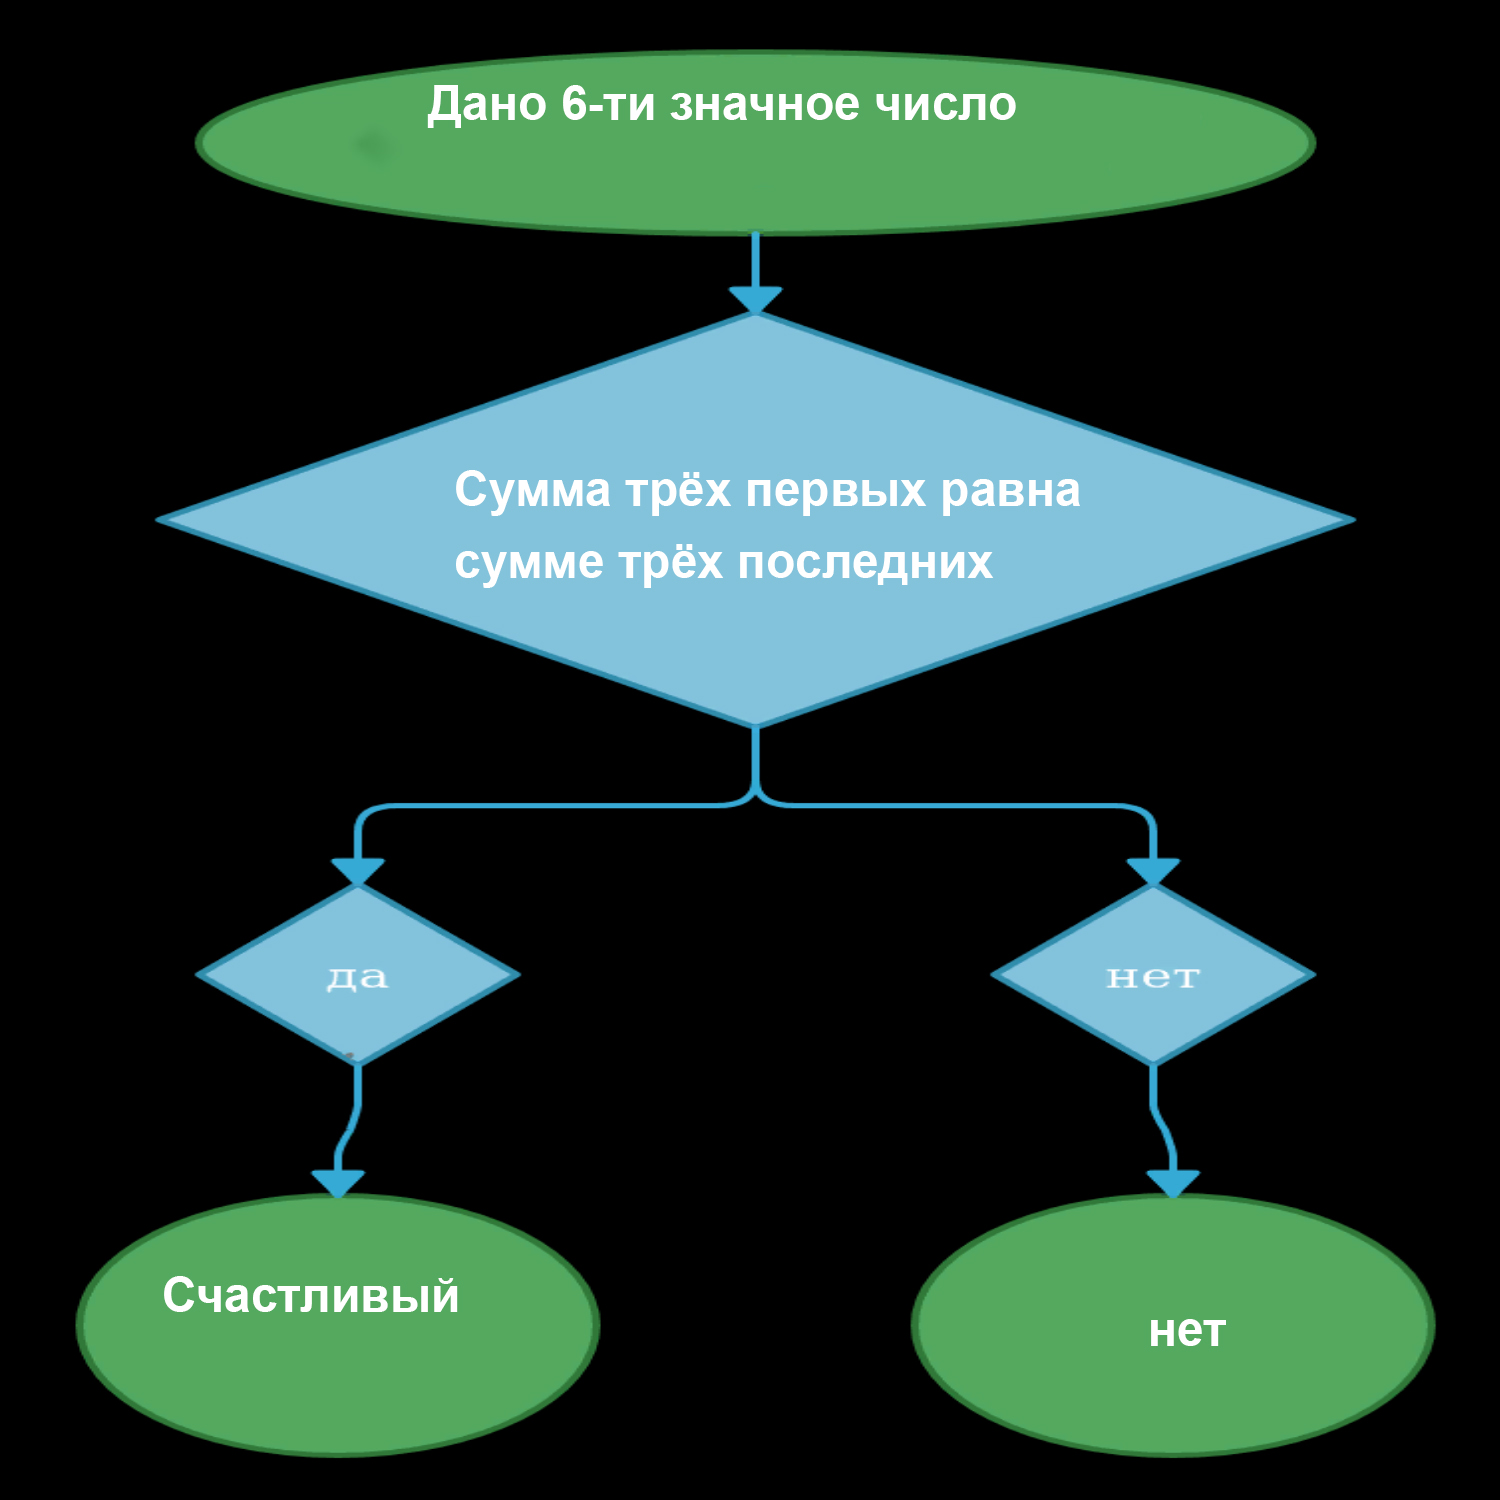 Дано 6-ти значное число
Сумма трёх первых равна
сумме трёх последних
да
нет
Счастливый
нет